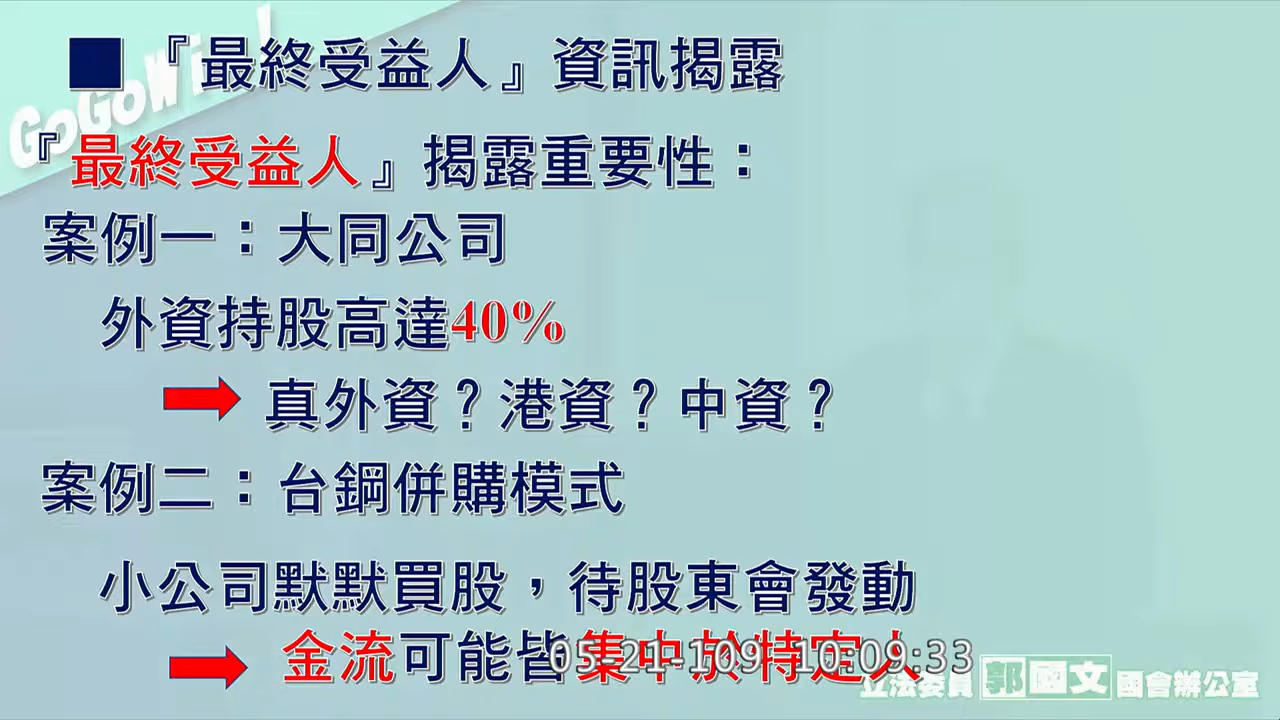 ■『最終受益人』資訊揭露
『最終受益人』揭露重要性：
案例一：大同公司
外資持股高達40%
真外資？港資？中資？
案例二：台鋼併購模式
小公司默默買股，待股東會發動
金流可能皆集中於特定人
05-21-109 10:09:33
立法委員 郭國文 國會辦公室